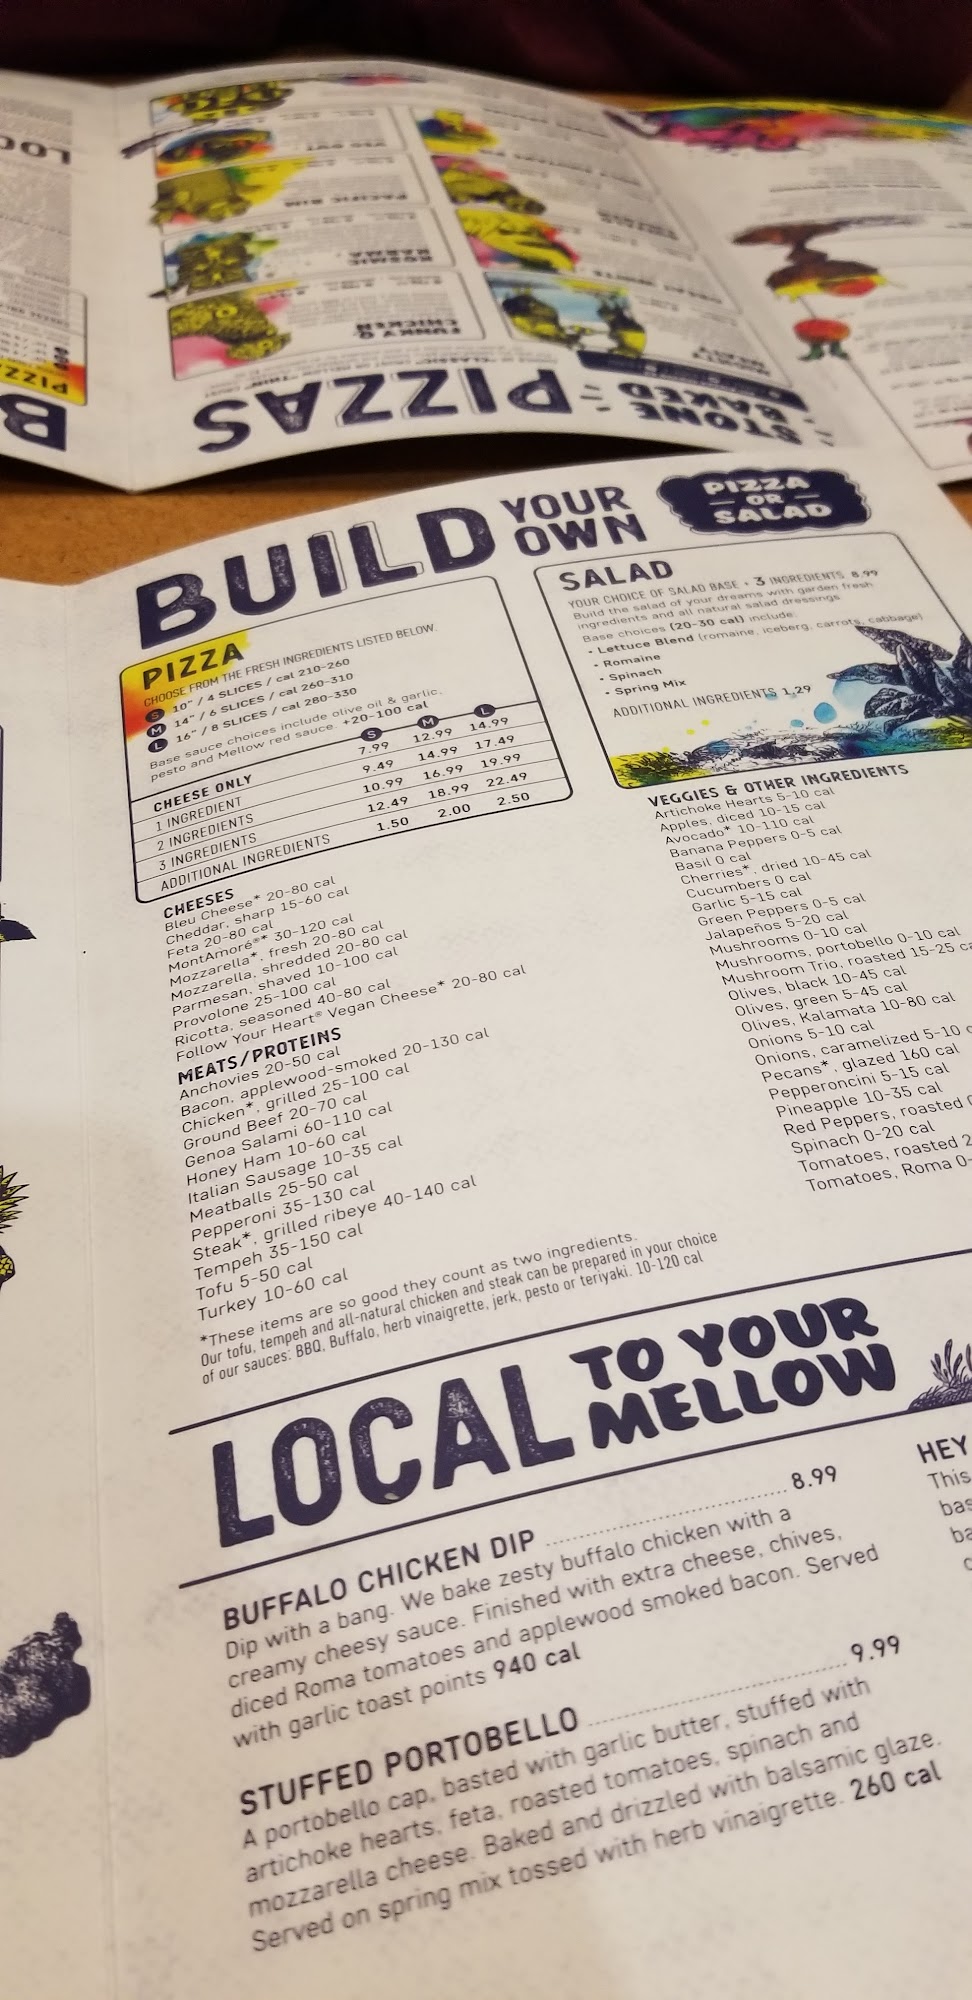 LOC
PIZZ
B
PACIFIC RIM
KOSMIC
KARMA
FUNKY Q.
CHICKEN
STONE
BAKED
PIZZAS
BUILD YOUR OWN
PIZZA
OR
SALAD
PIZZA
CHOOSE FROM THE FRESH INGREDIENTS LISTED BELOW.
S 10" / 4 SLICES / cal 210-260
M 14" / 6 SLICES / cal 260-310
L 16" / 8 SLICES / cal 280-330
Base sauce choices include olive oil & garlic,
pesto and Mellow red sauce. +20-100 cal
S M L
CHEESE ONLY 7.99 12.99 14.99
1 INGREDIENT 9.49 14.99 17.49
2 INGREDIENTS 10.99 16.99 19.99
3 INGREDIENTS 12.49 18.99 22.49
ADDITIONAL INGREDIENTS 1.50 2.00 2.50
SALAD
YOUR CHOICE OF SALAD BASE + 3 INGREDIENTS 8.99
Build the salad of your dreams with garden fresh
ingredients and all natural salad dressings.
Base choices (20-30 cal) include:
• Lettuce Blend (romaine, iceberg, carrots, cabbage)
• Romaine
• Spinach
• Spring Mix
ADDITIONAL INGREDIENTS 1.29
CHEESES
Bleu Cheese* 20-80 cal
Cheddar, sharp 15-60 cal
Feta 20-80 cal
MontAmoré®* 30-120 cal
Mozzarella*, fresh 20-80 cal
Mozzarella, shredded 20-80 cal
Parmesan, shaved 10-100 cal
Provolone 25-100 cal
Ricotta, seasoned 40-80 cal
Follow Your Heart® Vegan Cheese* 20-80 cal
MEATS/PROTEINS
Anchovies 20-50 cal
Bacon, applewood-smoked 20-130 cal
Chicken*, grilled 25-100 cal
Ground Beef 20-70 cal
Genoa Salami 60-110 cal
Honey Ham 10-60 cal
Italian Sausage 10-35 cal
Meatballs 25-50 cal
Pepperoni 35-130 cal
Steak*, grilled ribeye 40-140 cal
Tempeh 35-150 cal
Tofu 5-50 cal
Turkey 10-60 cal
VEGGIES & OTHER INGREDIENTS
Artichoke Hearts 5-10 cal
Apples, diced 10-15 cal
Avocado* 10-110 cal
Banana Peppers 0-5 cal
Basil 0 cal
Cherries*, dried 10-45 cal
Cucumbers 0 cal
Garlic 5-15 cal
Green Peppers 0-5 cal
Jalapeños 5-20 cal
Mushrooms 0-10 cal
Mushrooms, portobello 0-10 cal
Mushroom Trio, roasted 15-25 ca
Olives, black 10-45 cal
Olives, green 5-45 cal
Olives, Kalamata 10-80 cal
Onions 5-10 cal
Onions, caramelized 5-10 c
Pecans*, glazed 160 cal
Pepperoncini 5-15 cal
Pineapple 10-35 cal
Red Peppers, roasted 0
Spinach 0-20 cal
Tomatoes, roasted 2
Tomatoes, Roma 0-
*These items are so good they count as two ingredients.
Our tofu, tempeh and all-natural chicken and steak can be prepared in your choice
of our sauces: BBQ, Buffalo, herb vinaigrette, jerk, pesto or teriyaki. 10-120 cal
LOCAL TO YOUR MELLOW
BUFFALO CHICKEN DIP 8.99
Dip with a bang. We bake zesty buffalo chicken with a
creamy cheesy sauce. Finished with extra cheese, chives,
diced Roma tomatoes and applewood smoked bacon. Served
with garlic toast points 940 cal
STUFFED PORTOBELLO 9.99
A portobello cap, basted with garlic butter, stuffed with
artichoke hearts, feta, roasted tomatoes, spinach and
mozzarella cheese. Baked and drizzled with balsamic glaze.
Served on spring mix tossed with herb vinaigrette. 260 cal
HEY
This
bas
ba